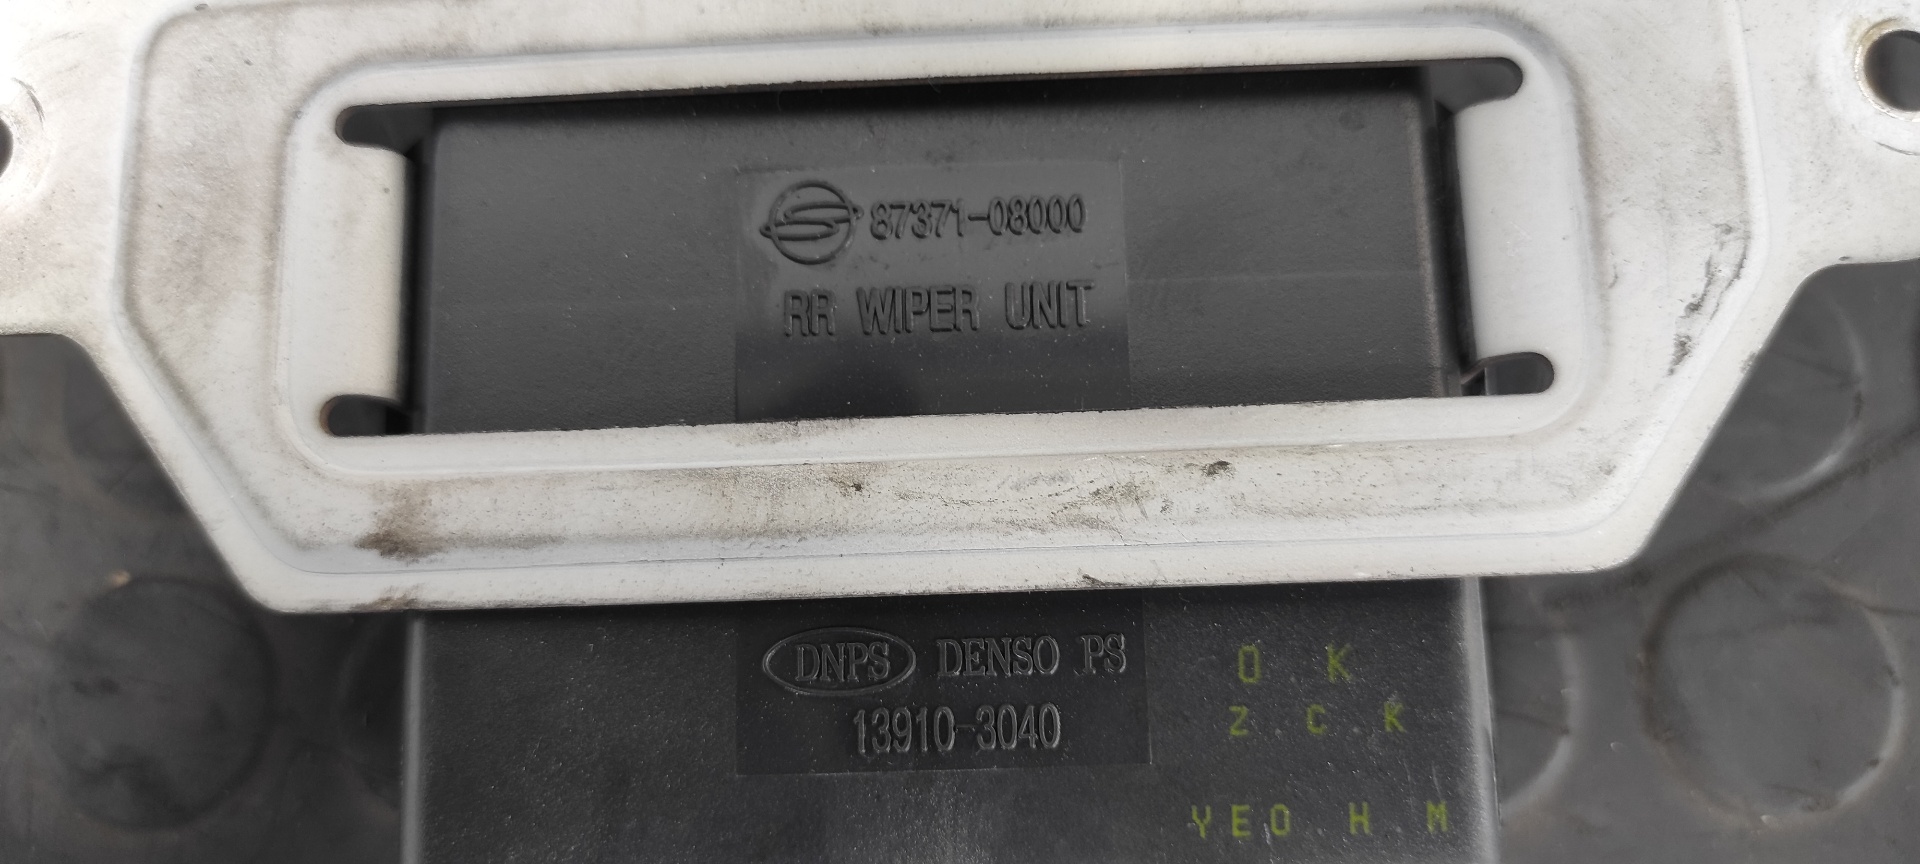 87371-08000
RR WIPER UNIT
DNPS DENSO PS
13910-3040
O K
Z.C.K
YEO.H.M